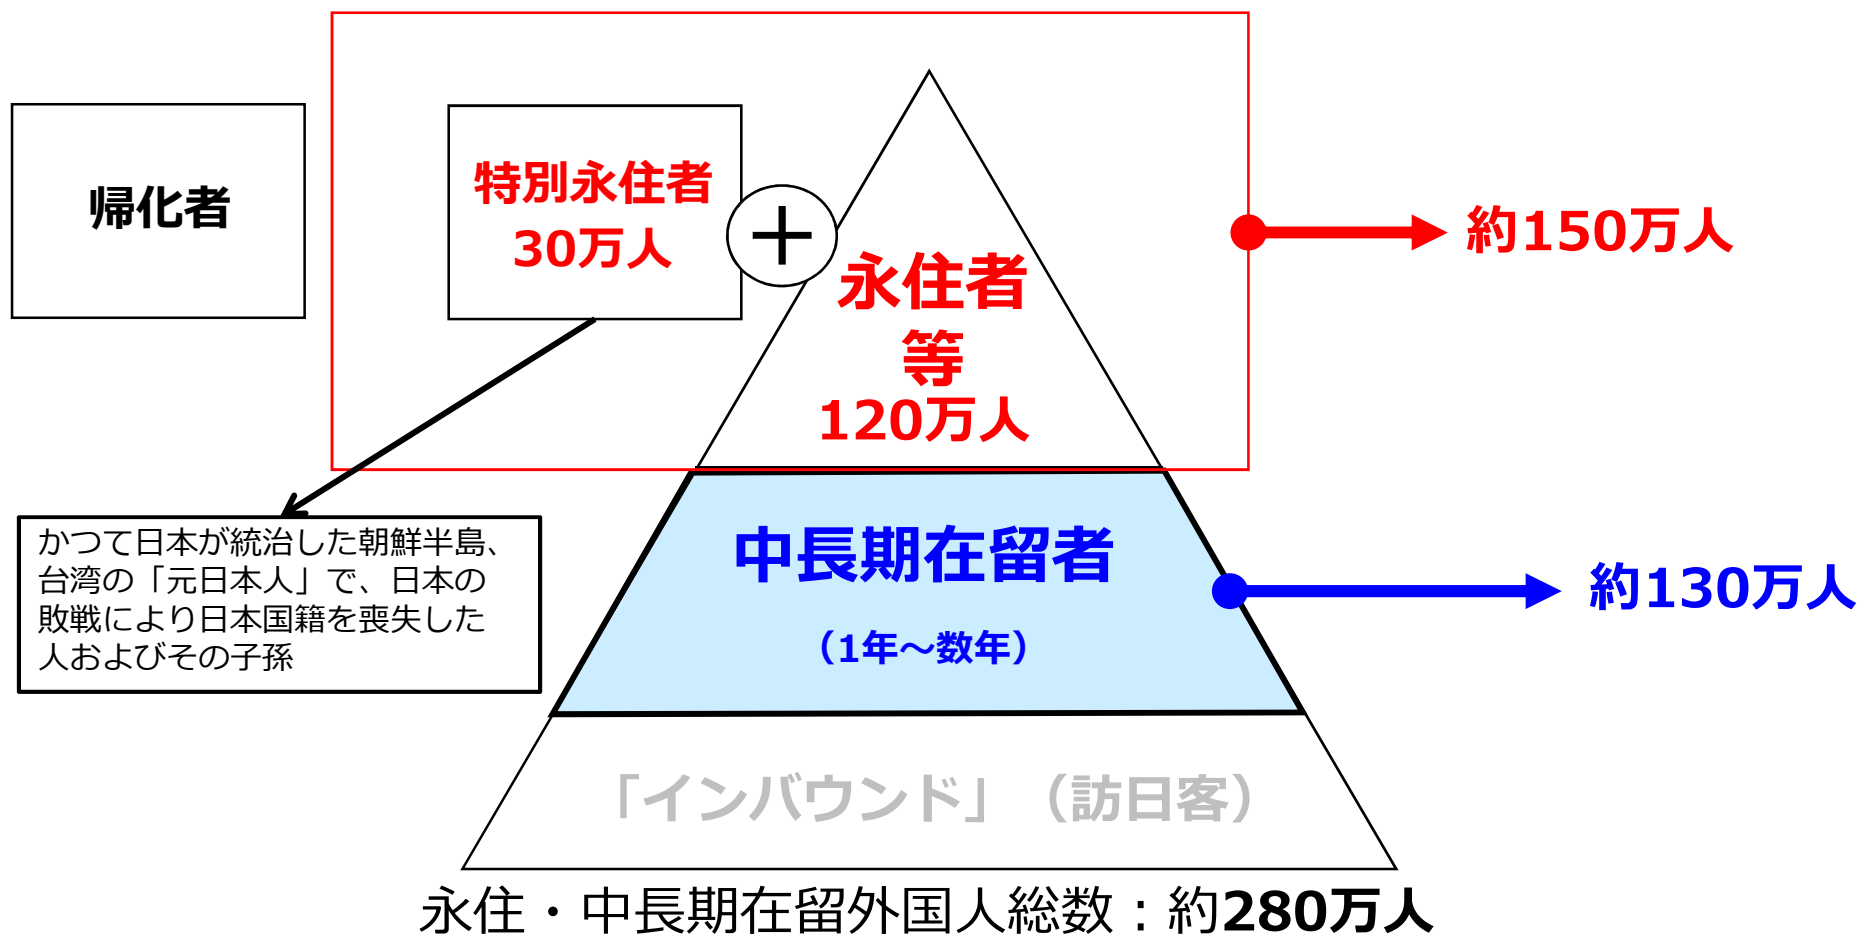 帰化者
特別永住者
30万人
＋
永住者
等
120万人
約150万人
かつて日本が統治した朝鮮半島、
台湾の「元日本人」で、日本の
敗戦により日本国籍を喪失した
人およびその子孫
中長期在留者
（1年～数年）
約130万人
「インバウンド」（訪日客）
永住・中長期在留外国人総数：約280万人